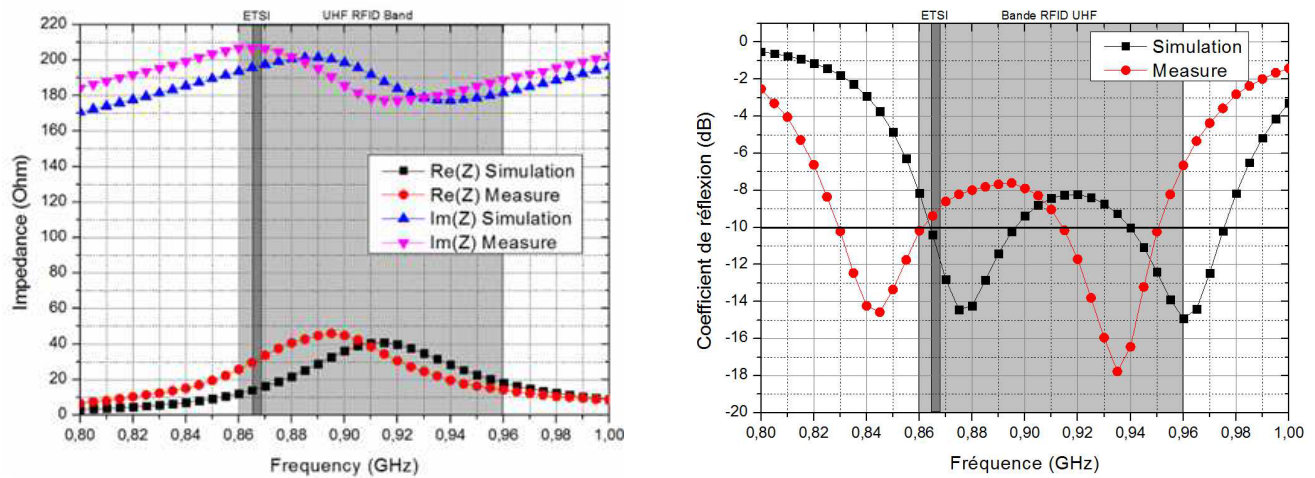 ETSI
UHF RFID Band
220
200
180
160
140
120
100
80
60
40
20
0
Impedance (Ohm)
Re(Z) Simulation
Re(Z) Measure
Im(Z) Simulation
Im(Z) Measure
0,80 0,82 0,84 0,86 0,88 0,90 0,92 0,94 0,96 0,98 1,00
Frequency (GHz)
ETSI
Bande RFID UHF
0
-2
-4
-6
-8
-10
-12
-14
-16
-18
-20
Coefficient de réflexion (dB)
Simulation
Measure
0,80 0,82 0,84 0,86 0,88 0,90 0,92 0,94 0,96 0,98 1,00
Fréquence (GHz)